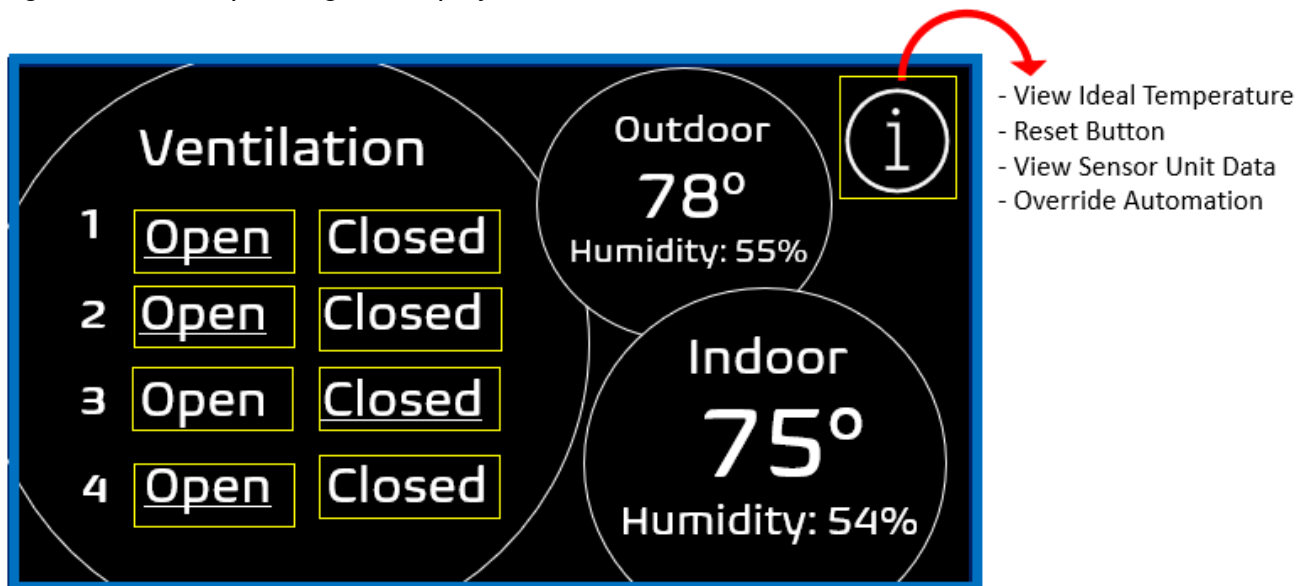 Ventilation
1 Open Closed
2 Open Closed
3 Open Closed
4 Open Closed
Outdoor
78°
Humidity: 55%
Indoor
75°
Humidity: 54%
i
- View Ideal Temperature
- Reset Button
- View Sensor Unit Data
- Override Automation